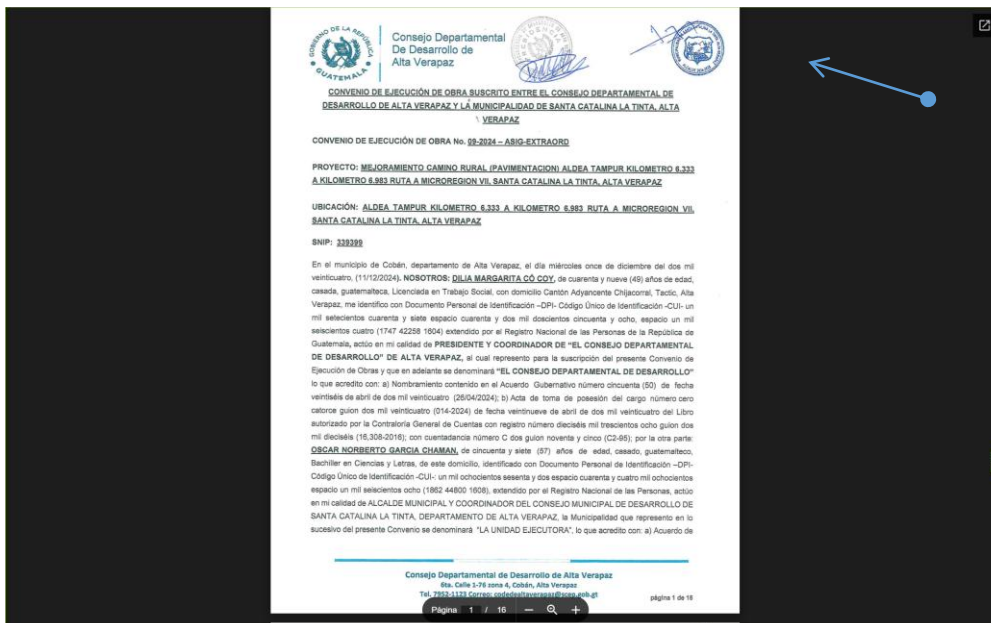 GOBIERNO DE LA REPÚBLICA
GUATEMALA
Consejo Departamental
De Desarrollo de
Alta Verapaz
CONVENIO DE EJECUCIÓN DE OBRA SUSCRITO ENTRE EL CONSEJO DEPARTAMENTAL DE
DESARROLLO DE ALTA VERAPAZ Y LA MUNICIPALIDAD DE SANTA CATALINA LA TINTA, ALTA
VERAPAZ
CONVENIO DE EJECUCIÓN DE OBRA No. 09-2024 – ASIG-EXTRAORD
PROYECTO: MEJORAMIENTO CAMINO RURAL (PAVIMENTACION) ALDEA TAMPUR KILOMETRO 6.333
A KILOMETRO 6.983 RUTA A MICROREGION VII, SANTA CATALINA LA TINTA, ALTA VERAPAZ
UBICACIÓN: ALDEA TAMPUR KILOMETRO 6.333 A KILOMETRO 6.983 RUTA A MICROREGION VII,
SANTA CATALINA LA TINTA, ALTA VERAPAZ
SNIP: 339399
En el municipio de Cobán, departamento de Alta Verapaz, el día miércoles once de diciembre del dos mil
veinticuatro, (11/12/2024). NOSOTROS: DILIA MARGARITA CÓ COY, de cuarenta y nueve (49) años de edad,
casada, guatemalteca, Licenciada en Trabajo Social, con domicilio Cantón Adyancente Chijacorral, Tactic, Alta
Verapaz, me identifico con Documento Personal de Identificación –DPI- Código Único de Identificación -CUI- un
mil setecientos cuarenta y siete espacio cuarenta y dos mil doscientos cincuenta y ocho, espacio un mil
seiscientos cuatro (1747 42258 1604) extendido por el Registro Nacional de las Personas de la República de
Guatemala, actúo en mi calidad de PRESIDENTE Y COORDINADOR DE "EL CONSEJO DEPARTAMENTAL
DE DESARROLLO" DE ALTA VERAPAZ, al cual represento para la suscripción del presente Convenio de
Ejecución de Obras y que en adelante se denominará "EL CONSEJO DEPARTAMENTAL DE DESARROLLO"
lo que acredito con: a) Nombramiento contenido en el Acuerdo Gubernativo número cincuenta (50) de fecha
veintiséis de abril de dos mil veinticuatro (26/04/2024); b) Acta de toma de posesión del cargo número cero
catorce guion dos mil veinticuatro (014-2024) de fecha veintinueve de abril de dos mil veinticuatro del Libro
autorizado por la Contraloría General de Cuentas con registro número dieciséis mil trescientos ocho guion dos
mil dieciséis (16,308-2016); con cuentadancia número C dos guion noventa y cinco (C2-95); por la otra parte:
OSCAR NORBERTO GARCIA CHAMAN, de cincuenta y siete (57) años de edad, casado, guatemalteco,
Bachiller en Ciencias y Letras, de este domicilio, identificado con Documento Personal de Identificación –DPI-
Código Único de Identificación -CUI-: un mil ochocientos sesenta y dos espacio cuarenta y cuatro mil ochocientos
espacio un mil seiscientos ocho (1862 44800 1608), extendido por el Registro Nacional de las Personas, actúo
en mi calidad de ALCALDE MUNICIPAL Y COORDINADOR DEL CONSEJO MUNICIPAL DE DESARROLLO DE
SANTA CATALINA LA TINTA, DEPARTAMENTO DE ALTA VERAPAZ, la Municipalidad que represento en lo
sucesivo del presente Convenio se denominará "LA UNIDAD EJECUTORA", lo que acredito con: a) Acuerdo de
Consejo Departamental de Desarrollo de Alta Verapaz
6ta. Calle 1-76 zona 4, Cobán, Alta Verapaz
Tel. 7952-1123 Correo: codedealtaverapaz@scep.gob.gt
página 1 de 16
Página 1 / 16